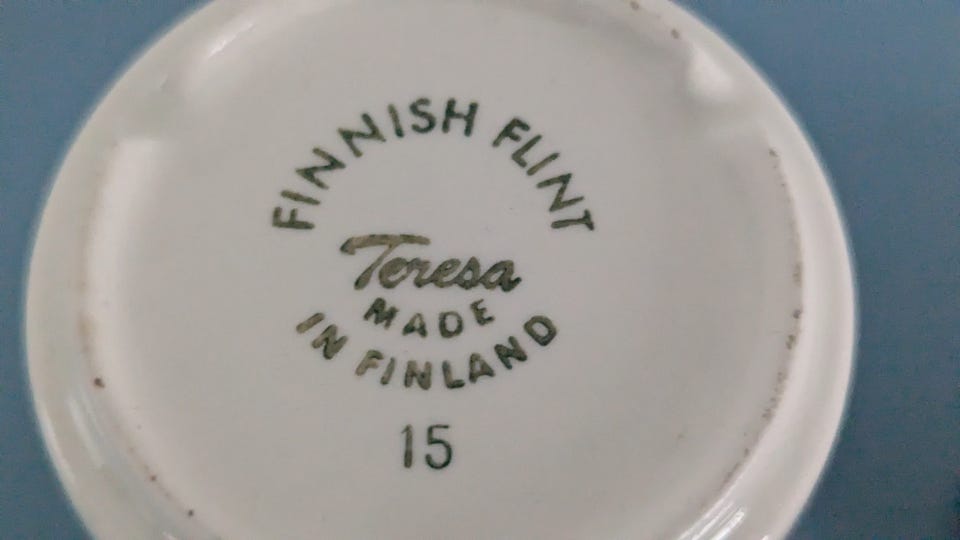 FINNISH FLINT
Teresa
MADE
IN FINLAND
15